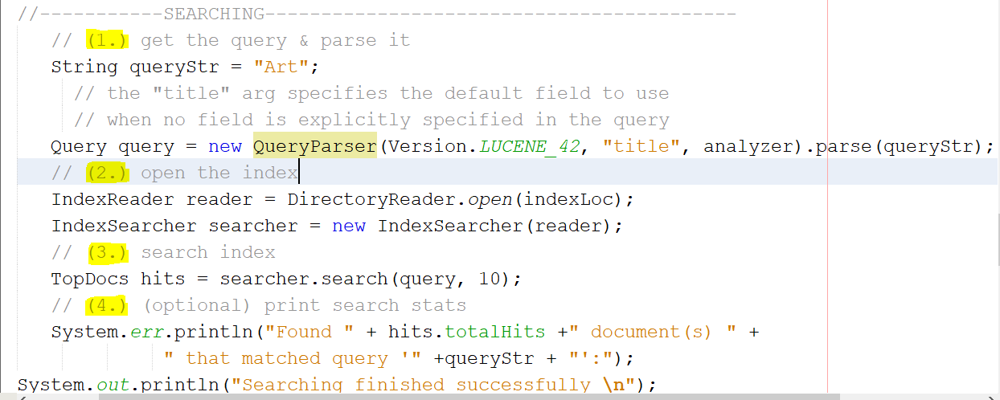 //-----------SEARCHING------------------------------------------
// (1.) get the query & parse it
String queryStr = "Art";
// the "title" arg specifies the default field to use
// when no field is explicitly specified in the query
Query query = new QueryParser(Version.LUCENE_42, "title", analyzer).parse(queryStr);
// (2.) open the index
IndexReader reader = DirectoryReader.open(indexLoc);
IndexSearcher searcher = new IndexSearcher(reader);
// (3.) search index
TopDocs hits = searcher.search(query, 10);
// (4.) (optional) print search stats
System.err.println("Found " + hits.totalHits +" document(s) " +
" that matched query '" +queryStr + "':");
System.out.println("Searching finished successfully \n");